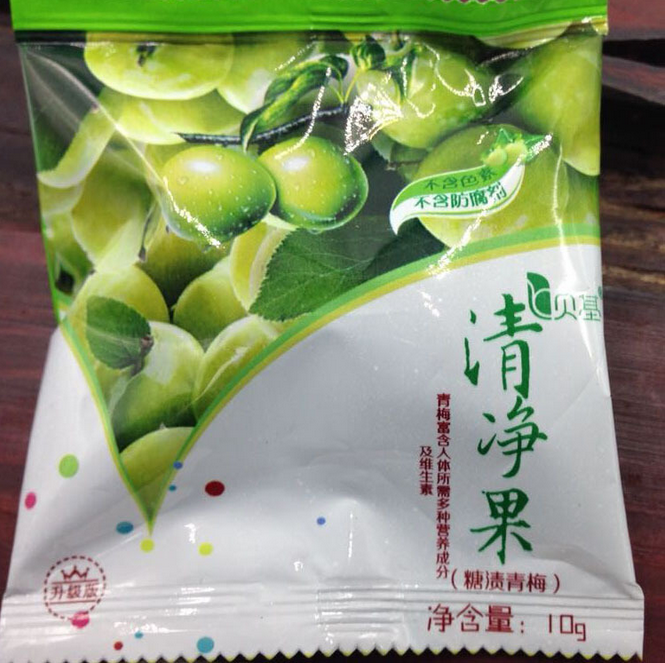 不含色素
不含防腐剂
贝基
清净果
青梅富含人体所需多种营养成分
及维生素
(糖渍青梅)
升级版
净含量: 10g